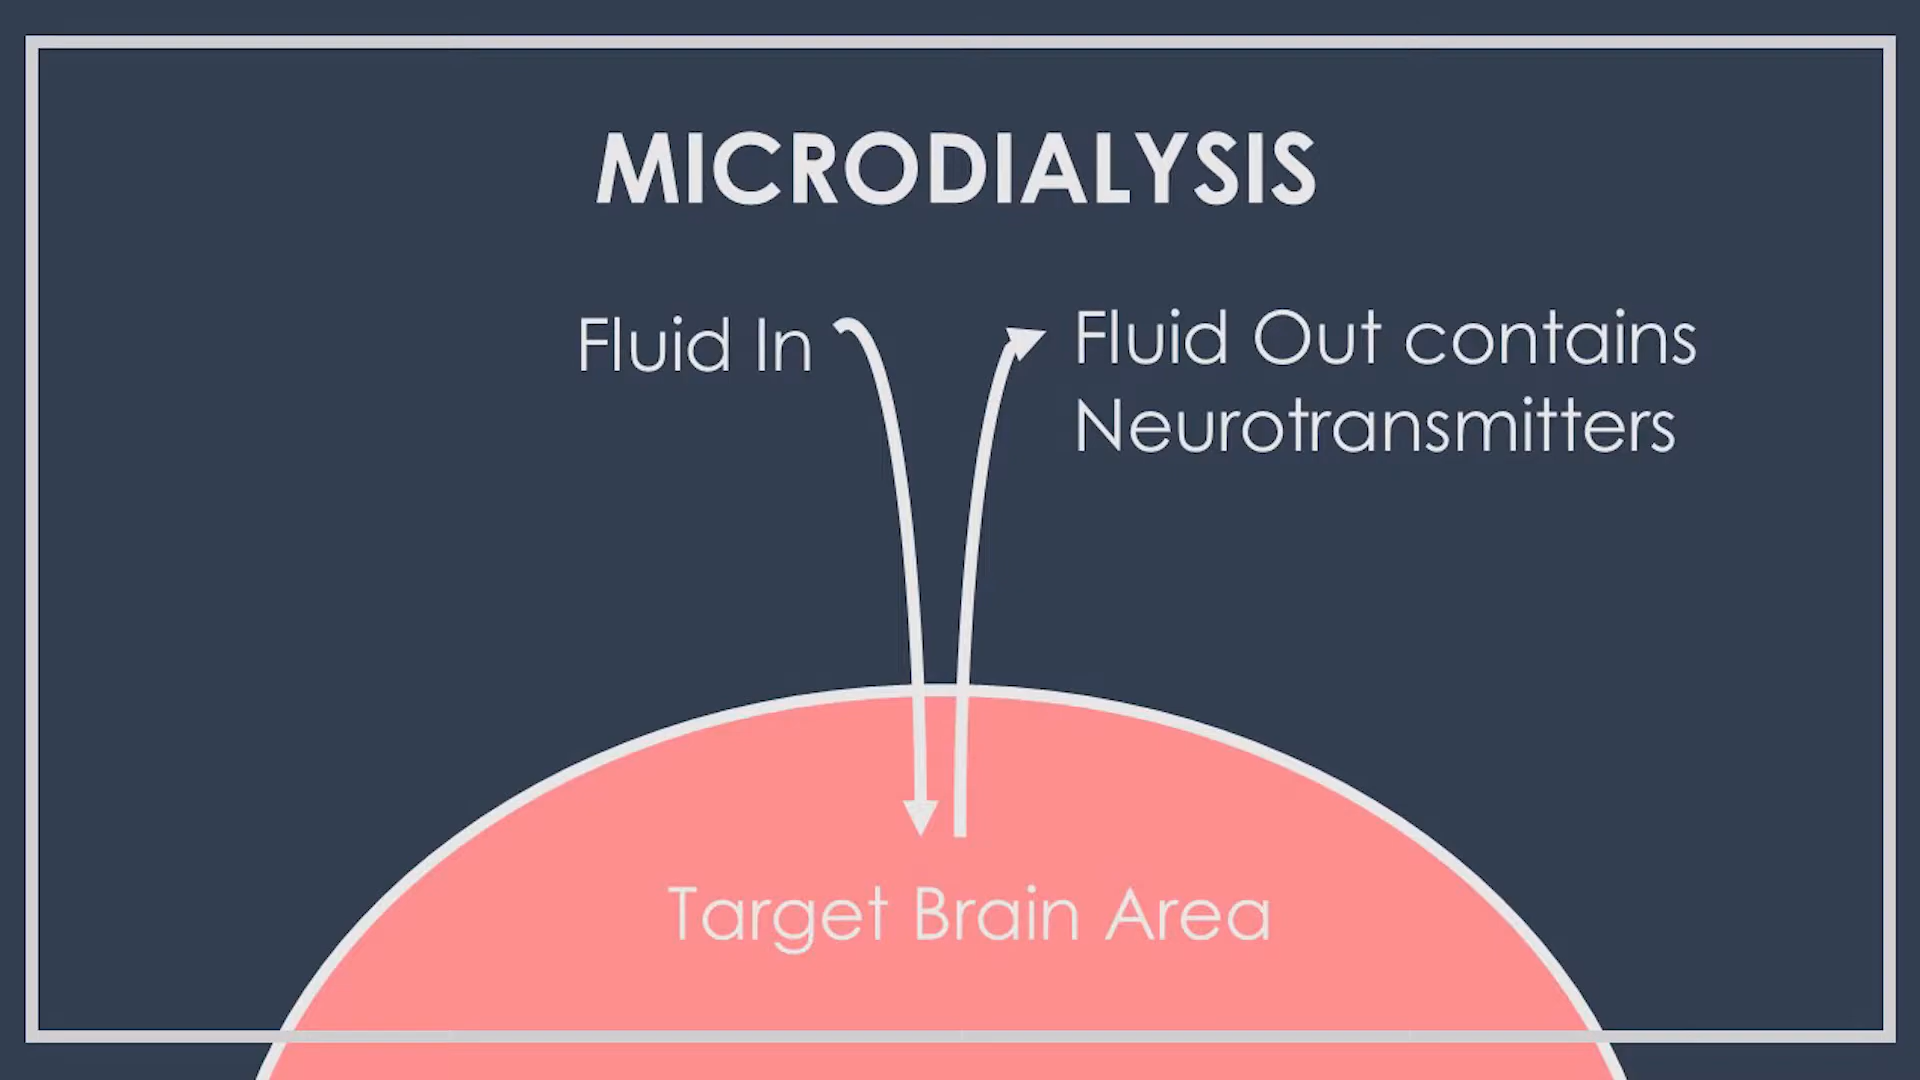 MICRODIALYSIS
Fluid In
Fluid Out contains
Neurotransmitters
Target Brain Area